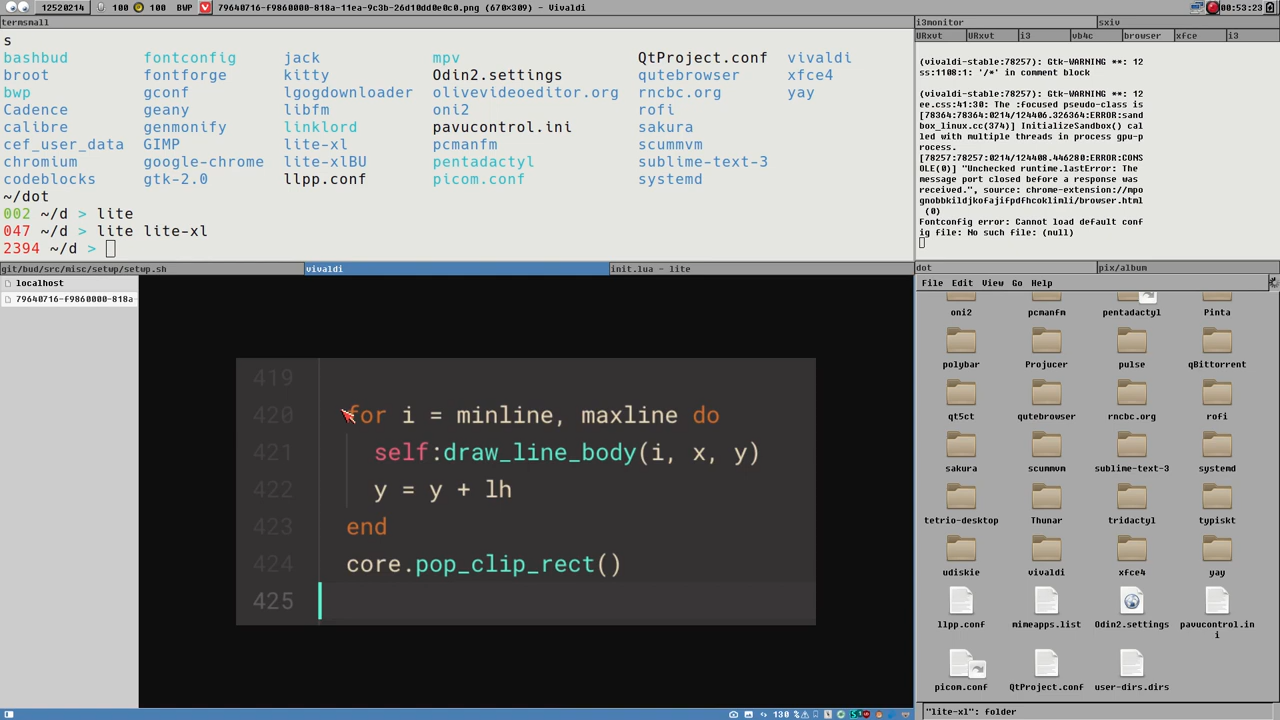 12520214 100 100 BWP 79640716-f9860000-818a-11ea-9c3b-26d10dd0e0c0.png (670×309) - Vivaldi 00:53:23
termsmall
s
bashbud fontconfig jack mpv QtProject.conf vivaldi
broot fontforge kitty Odin2.settings qutebrowser xfce4
bwp gconf lgogdownloader olivevideoeditor.org rncbc.org yay
Cadence geany libfm oni2 rofi
calibre genmonify linklord pavucontrol.ini sakura
cef_user_data GIMP lite-xl pcmanfm scummvm
chromium google-chrome lite-xlBU pentadactyl sublime-text-3
codeblocks gtk-2.0 llpp.conf picom.conf systemd
~/dot
002 ~/d > lite
047 ~/d > lite lite-xl
2394 ~/d >
i3monitor sxiv
URxvt URxvt i3 vb4c browser xfce i3
(vivaldi-stable:78257): Gtk-WARNING **: 12
ss:1108:1: '/*' in comment block
(vivaldi-stable:78257): Gtk-WARNING **: 12
ee.css:41:30: The :focused pseudo-class is
[78364:78364:0214/124406.326364:ERROR:sand
box_linux.cc(374)] InitializeSandbox() cal
led with multiple threads in process gpu-p
rocess.
[78257:78257:0214/124408.446280:ERROR:CONS
OLE(0)] "Unchecked runtime.lastError: The
message port closed before a response was
received.", source: chrome-extension://mpo
gnobbkildjkofajifpdfhcoklimli/browser.html
(0)
Fontconfig error: Cannot load default conf
ig file: No such file: (null)
git/bud/src/misc/setup/setup.sh vivaldi init.lua - lite
localhost
79640716-f9860000-818a-
419
420 for i = minline, maxline do
421 self:draw_line_body(i, x, y)
422 y = y + lh
423 end
424 core.pop_clip_rect()
425
130 %
dot pix/album
File Edit View Go Help
oni2 pcmanfm pentadactyl Pinta
polybar Projucer pulse qBittorrent
qt5ct qutebrowser rncbc.org rofi
sakura scummvm sublime-text-3 systemd
tetrio-desktop Thunar tridactyl typiskt
udiskie vivaldi xfce4 yay
llpp.conf mimeapps.list Odin2.settings pavucontrol.in
i
picom.conf QtProject.conf user-dirs.dirs
"lite-xl": folder